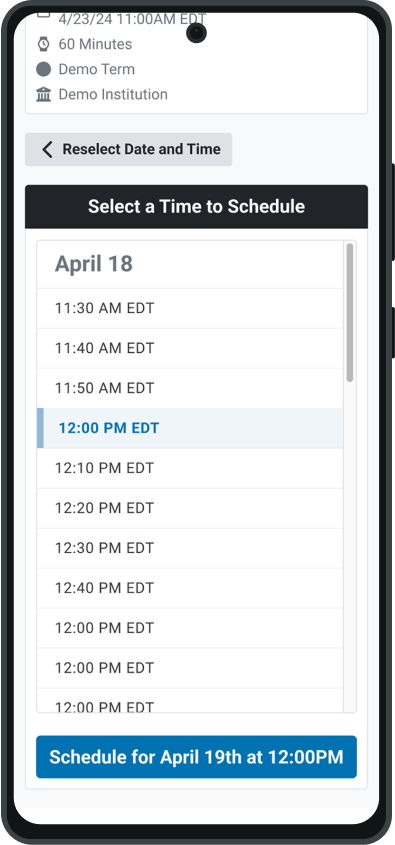 4/23/24 11:00AM EDT
60 Minutes
Demo Term
Demo Institution
Reselect Date and Time
Select a Time to Schedule
April 18
11:30 AM EDT
11:40 AM EDT
11:50 AM EDT
12:00 PM EDT
12:10 PM EDT
12:20 PM EDT
12:30 PM EDT
12:40 PM EDT
12:00 PM EDT
12:00 PM EDT
12:00 PM EDT
Schedule for April 19th at 12:00PM